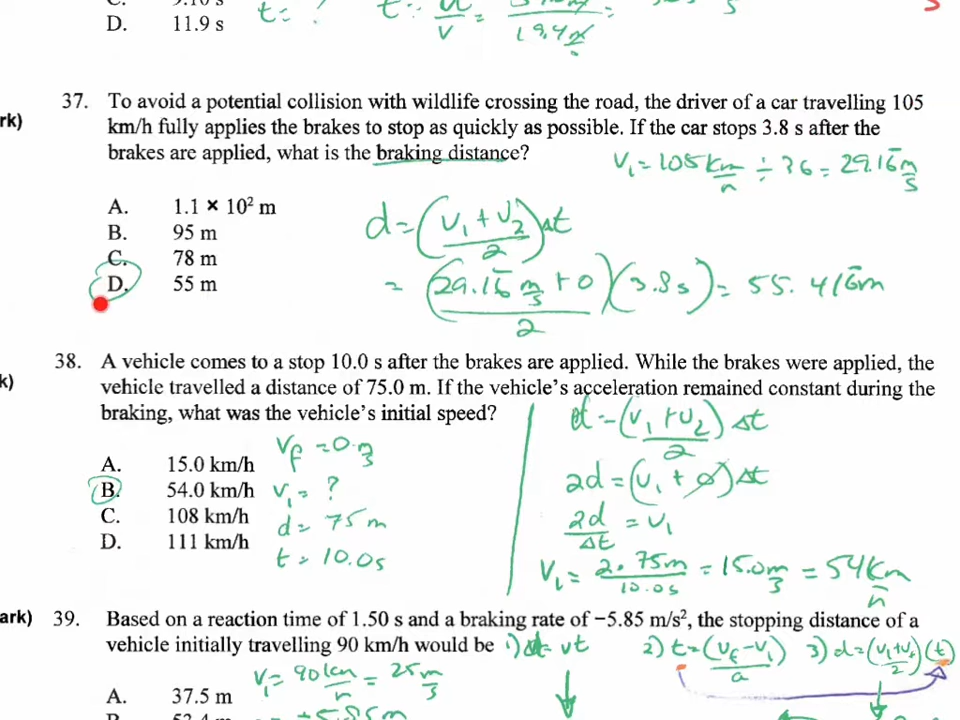 D. 11.9 s
t = ?
37. To avoid a potential collision with wildlife crossing the road, the driver of a car travelling 105
rk) km/h fully applies the brakes to stop as quickly as possible. If the car stops 3.8 s after the
brakes are applied, what is the braking distance?
V₁ = 105 km/h ÷ 36 = 29.16 m/s
A. 1.1 × 10² m
B. 95 m
C. 78 m
D. 55 m
d = (V₁ + V₂ / 2) Δt
= (29.16 m/s + 0 / 2)(3.8s) = 55.416 m
38. A vehicle comes to a stop 10.0 s after the brakes are applied. While the brakes were applied, the
k) vehicle travelled a distance of 75.0 m. If the vehicle's acceleration remained constant during the
braking, what was the vehicle's initial speed?
A. 15.0 km/h
B. 54.0 km/h
C. 108 km/h
D. 111 km/h
Vf = 0 m/s
V₁ = ?
d = 75 m
t = 10.0s
d = (V₁ + V₂ / 2) Δt
2d = (V₁ + 0) Δt
2d / Δt = V₁
V₁ = 2 · 75m / 10.0s = 15.0 m/s = 54 km/h
ark) 39. Based on a reaction time of 1.50 s and a braking rate of −5.85 m/s², the stopping distance of a
vehicle initially travelling 90 km/h would be
1) d = vt
2) t = (Vf − V₁) / a
3) d = (V₁ + Vf / 2)(t)
V₁ = 90 km/h = 25 m/s
A. 37.5 m